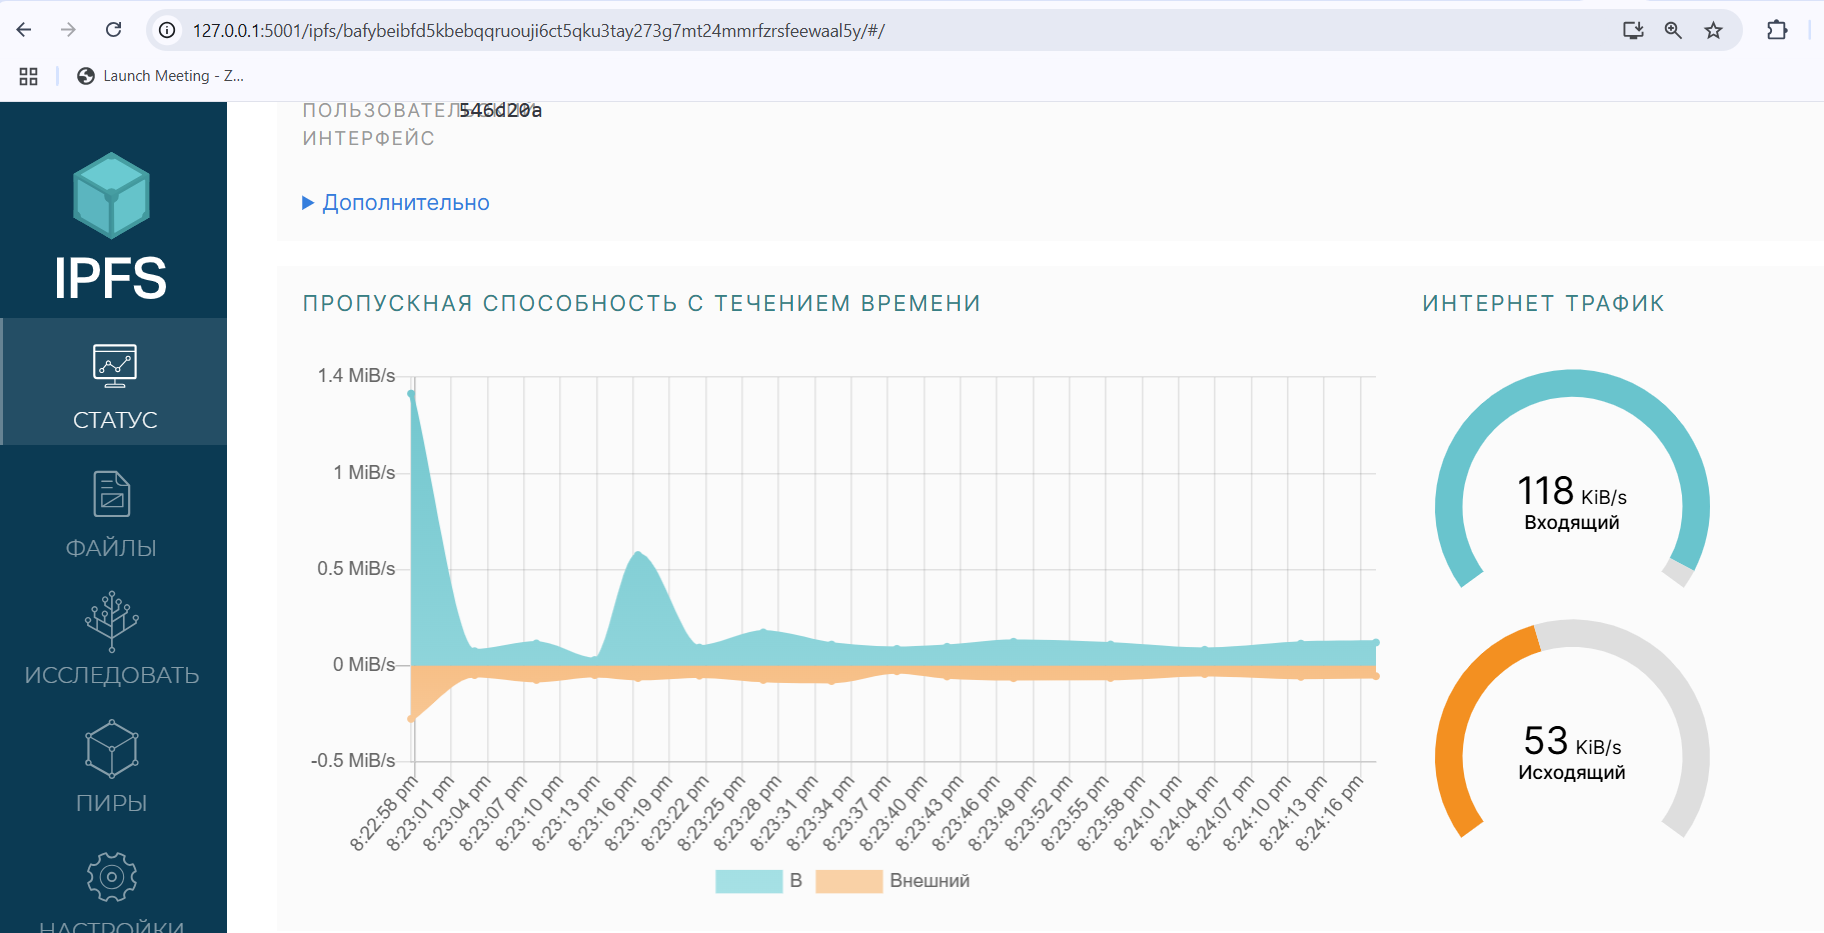 127.0.0.1:5001/ipfs/bafybeibfd5kbebqqruouji6ct5qku3tay273g7mt24mmrfzrsfeewaal5y/#/
Launch Meeting - Z...
IPFS
СТАТУС
ФАЙЛЫ
ИССЛЕДОВАТЬ
ПИРЫ
НАСТРОЙКИ
ИНТЕРФЕЙС
Дополнительно
ПРОПУСКНАЯ СПОСОБНОСТЬ С ТЕЧЕНИЕМ ВРЕМЕНИ
1.4 MiB/s
1 MiB/s
0.5 MiB/s
0 MiB/s
-0.5 MiB/s
8:22:58 pm
8:23:01 pm
8:23:04 pm
8:23:07 pm
8:23:10 pm
8:23:13 pm
8:23:16 pm
8:23:19 pm
8:23:22 pm
8:23:25 pm
8:23:28 pm
8:23:31 pm
8:23:34 pm
8:23:37 pm
8:23:40 pm
8:23:43 pm
8:23:46 pm
8:23:49 pm
8:23:52 pm
8:23:55 pm
8:23:58 pm
8:24:01 pm
8:24:04 pm
8:24:07 pm
8:24:10 pm
8:24:13 pm
8:24:16 pm
В Внешний
ИНТЕРНЕТ ТРАФИК
118 KiB/s
Входящий
53 KiB/s
Исходящий